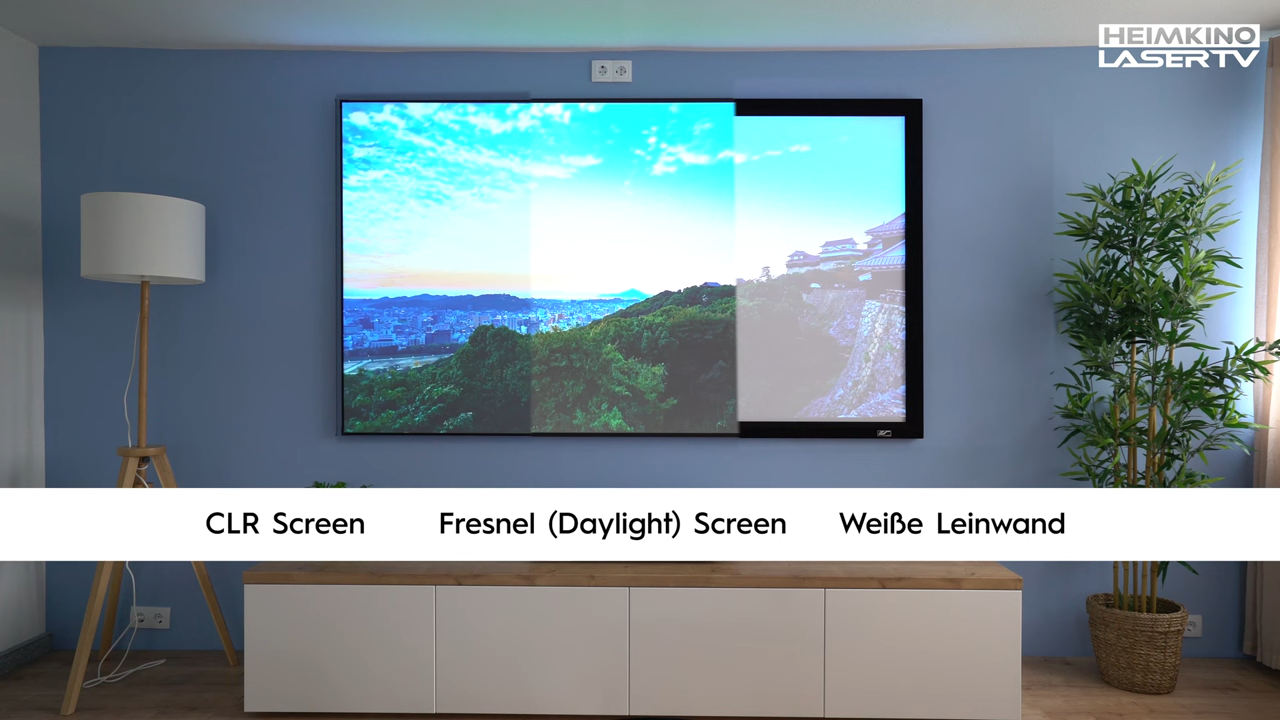 HEIMKINO
LASERTV
CLR Screen Fresnel (Daylight) Screen Weiße Leinwand